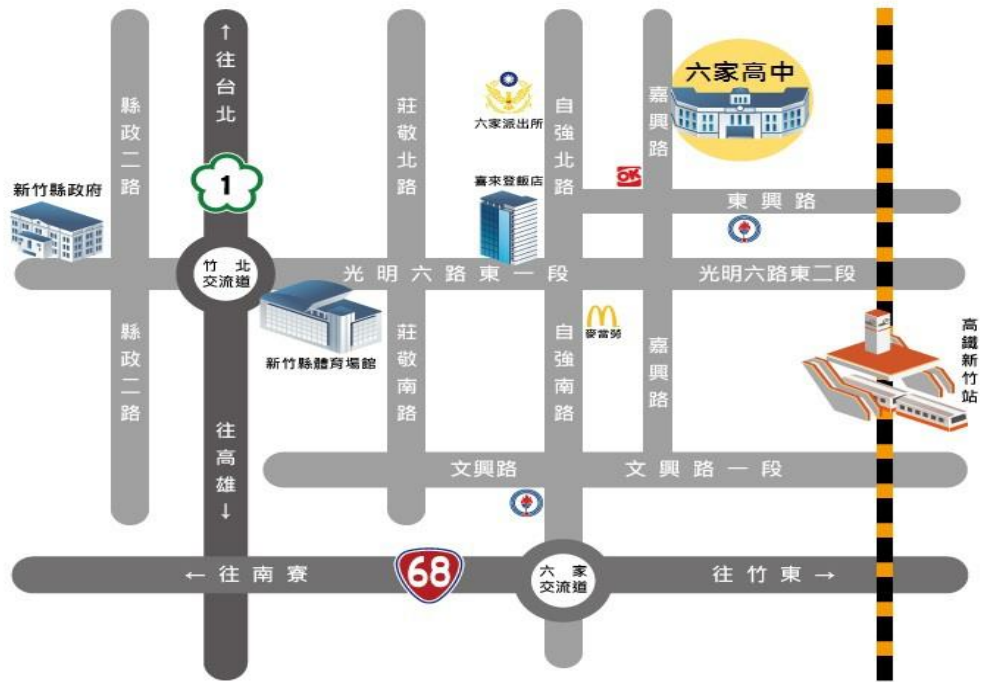 ↑往台北
縣政二路
莊敬北路
六家派出所
自強北路
嘉興路
六家高中
1
新竹縣政府
喜來登飯店
OK
東興路
竹北
交流道
光明六路東一段
光明六路東二段
新竹縣體育場館
縣政二路
莊敬南路
麥當勞
自強南路
嘉興路
高鐵新竹站
往高雄↓
文興路
文興路一段
←往南寮
68
六家
交流道
往竹東→